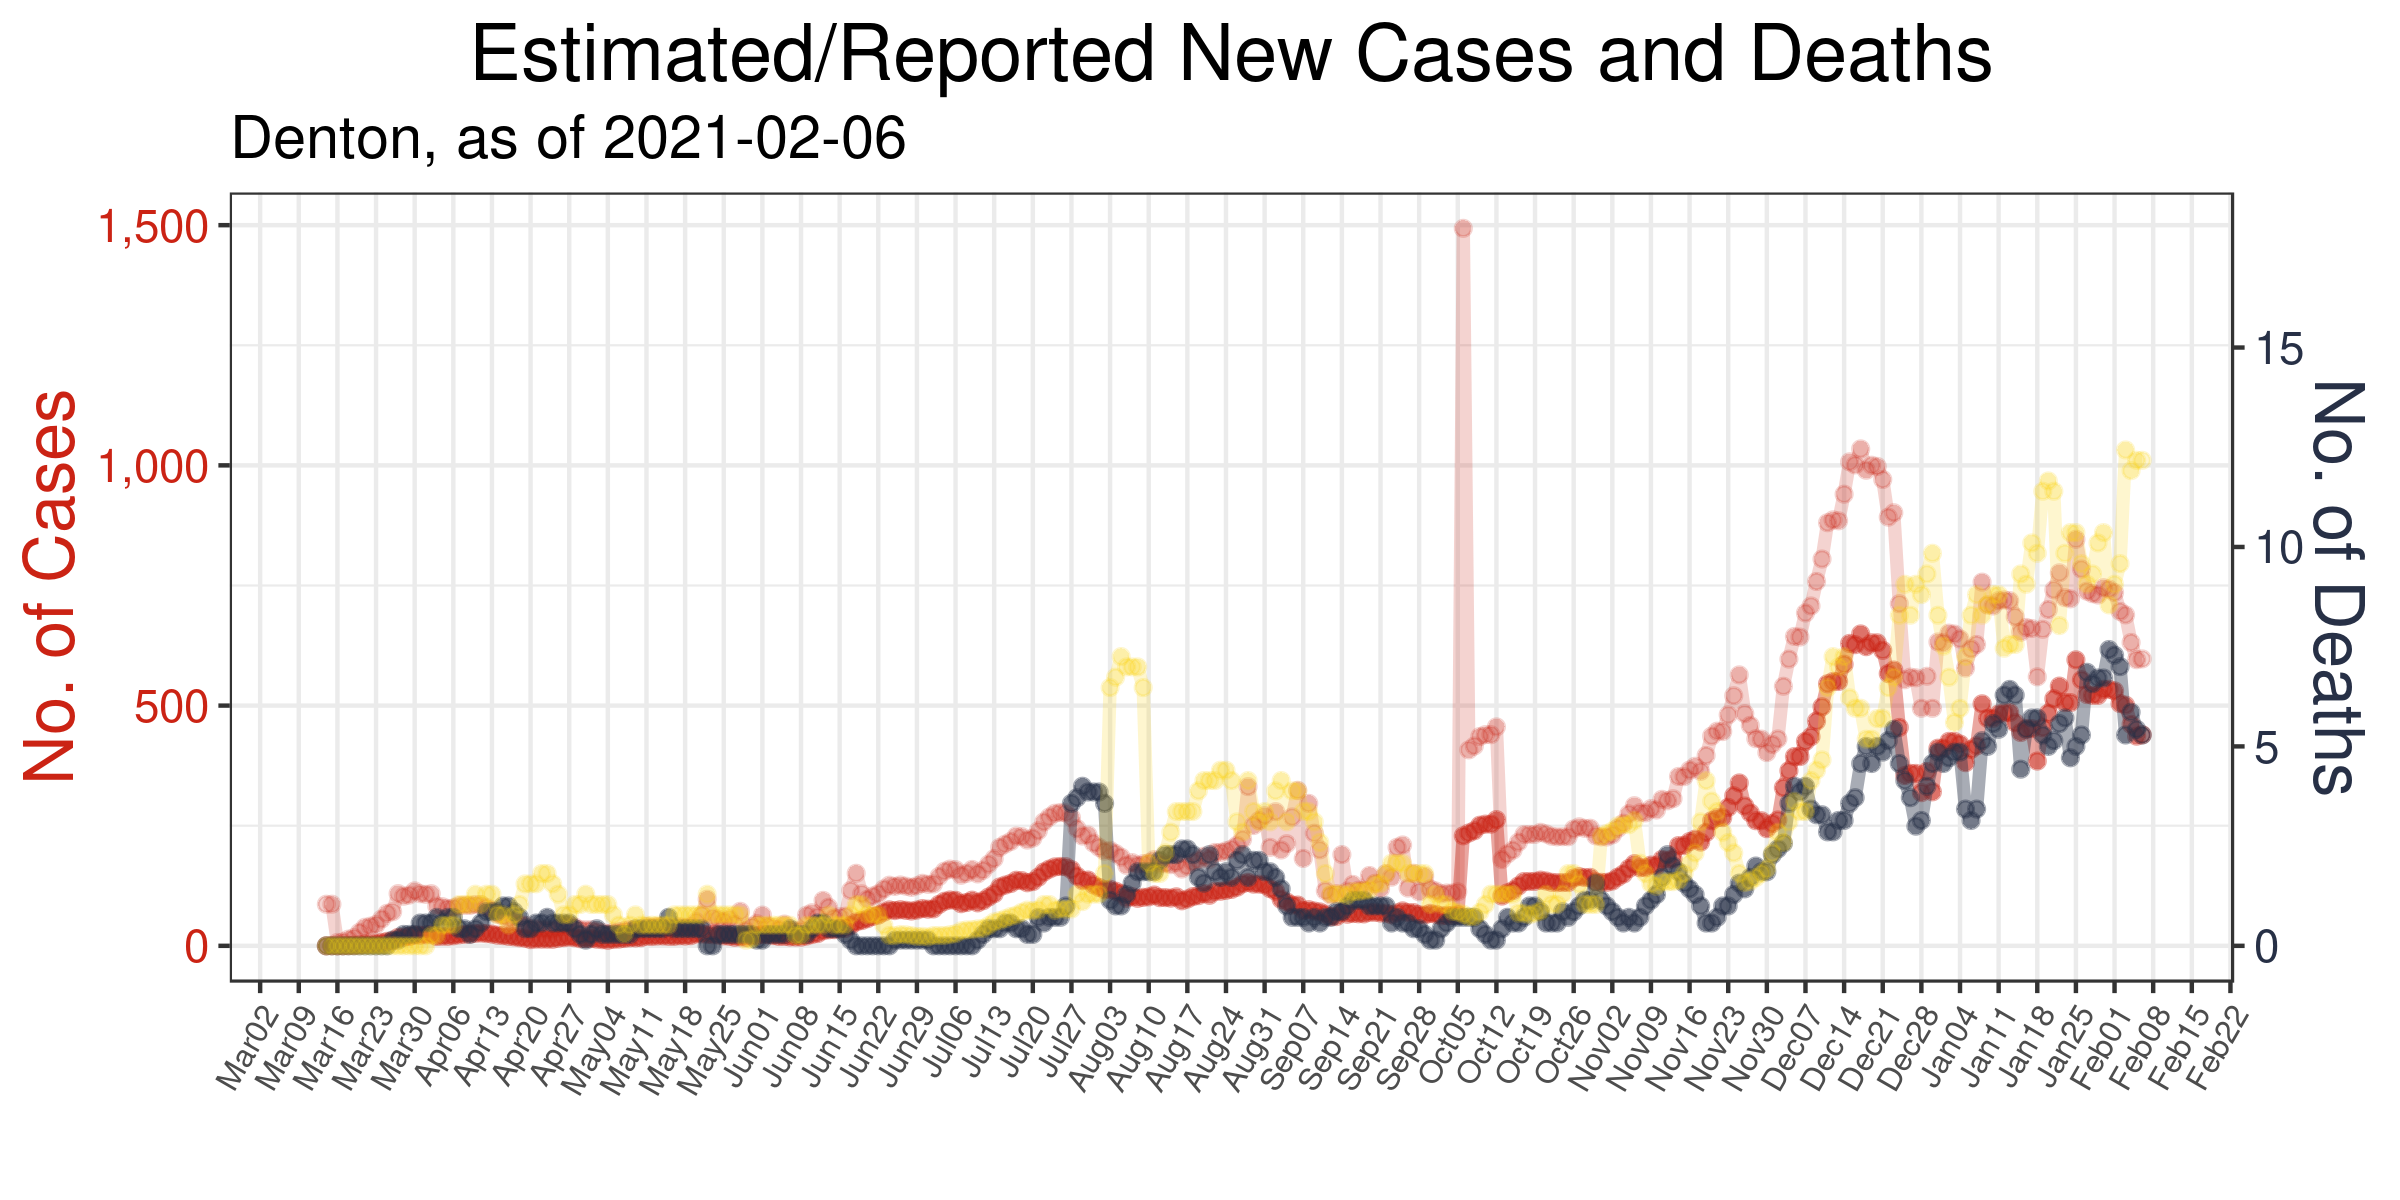 Estimated/Reported New Cases and Deaths
Denton, as of 2021-02-06
No. of Cases
1,500
1,000
500
0
No. of Deaths
15
10
5
0
Mar02
Mar09
Mar16
Mar23
Mar30
Apr06
Apr13
Apr20
Apr27
May04
May11
May18
May25
Jun01
Jun08
Jun15
Jun22
Jun29
Jul06
Jul13
Jul20
Jul27
Aug03
Aug10
Aug17
Aug24
Aug31
Sep07
Sep14
Sep21
Sep28
Oct05
Oct12
Oct19
Oct26
Nov02
Nov09
Nov16
Nov23
Nov30
Dec07
Dec14
Dec21
Dec28
Jan04
Jan11
Jan18
Jan25
Feb01
Feb08
Feb15
Feb22